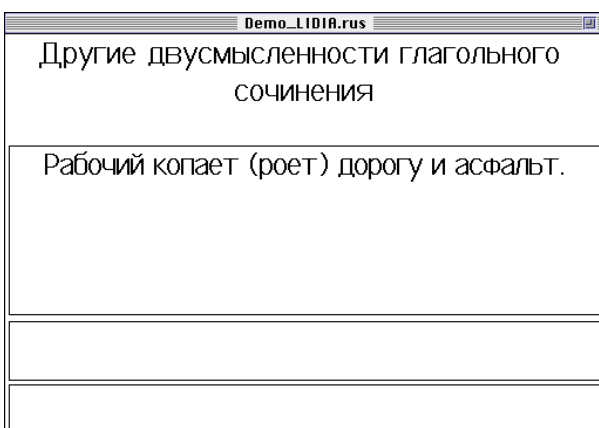 Demo_LIDIA.rus
Другие двусмысленности глагольного
сочинения
Рабочий копает (роет) дорогу и асфальт.